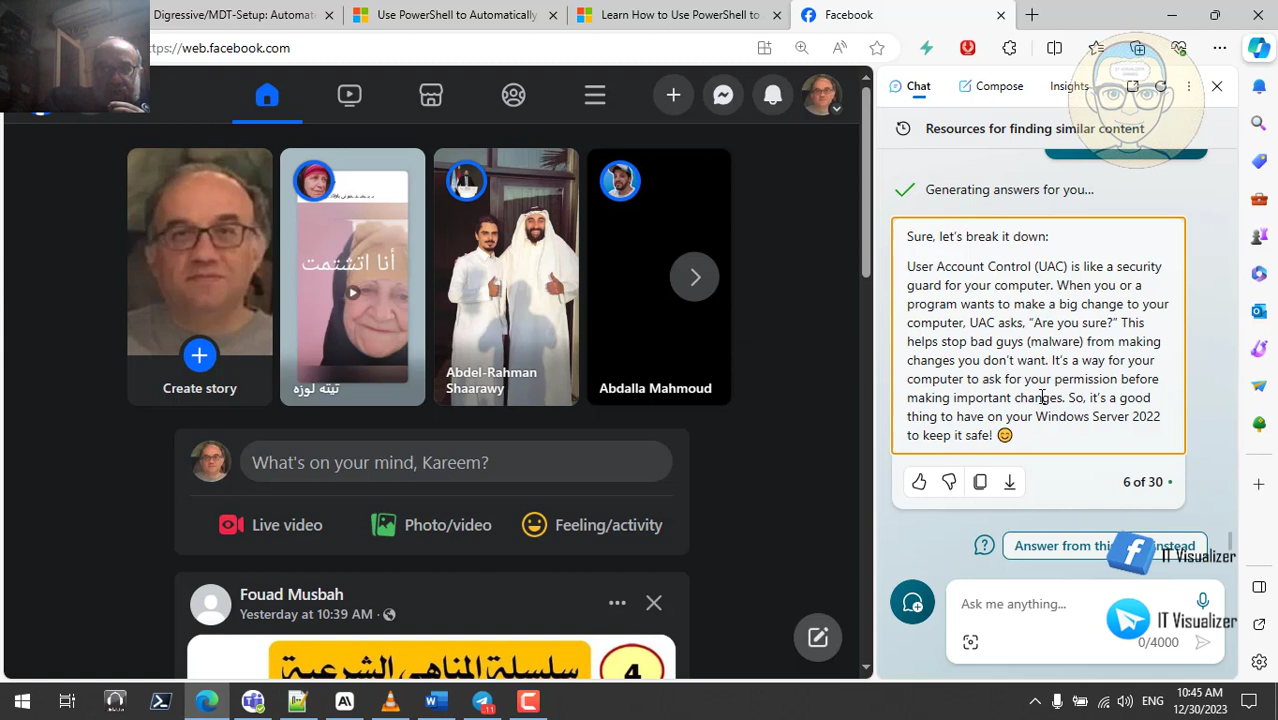 Digressive/MDT-Setup: Automate
Use PowerShell to Automatically
Learn How to Use PowerShell to
Facebook
ttps://web.facebook.com
Create story
أنا اتشتمت
تيته لوزه
Abdel-Rahman
Shaarawy
Abdalla Mahmoud
What's on your mind, Kareem?
Live video
Photo/video
Feeling/activity
Fouad Musbah
Yesterday at 10:39 AM
سلسلة المناهي الشرعية
4
Chat
Compose
Insights
IT VISUALIZER
Resources for finding similar content
Generating answers for you...
Sure, let's break it down:
User Account Control (UAC) is like a security
guard for your computer. When you or a
program wants to make a big change to your
computer, UAC asks, “Are you sure?” This
helps stop bad guys (malware) from making
changes you don't want. It's a way for your
computer to ask for your permission before
making important changes. So, it's a good
thing to have on your Windows Server 2022
to keep it safe!
6 of 30
Answer from this instead
IT Visualizer
Ask me anything...
IT Visualizer
0/4000
11
ENG
10:45 AM
12/30/2023